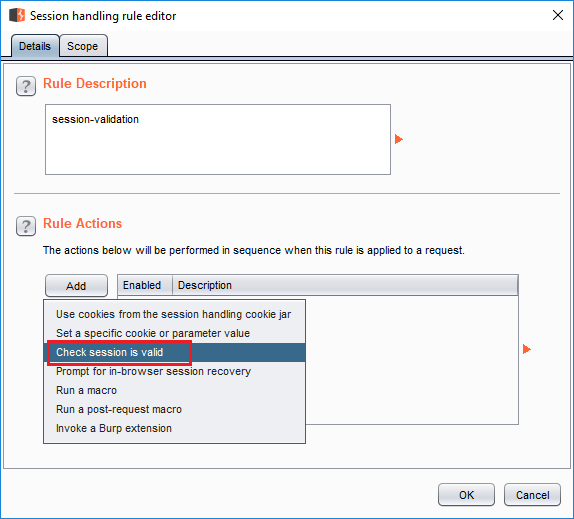 Session handling rule editor
Details
Scope
?
Rule Description
session-validation
?
Rule Actions
The actions below will be performed in sequence when this rule is applied to a request.
Add
Enabled
Description
Use cookies from the session handling cookie jar
Set a specific cookie or parameter value
Check session is valid
Prompt for in-browser session recovery
Run a macro
Run a post-request macro
Invoke a Burp extension
OK
Cancel